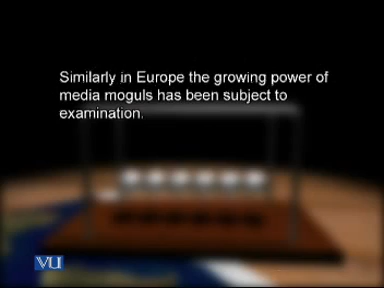 Similarly in Europe the growing power of
media moguls has been subject to
examination.
VU